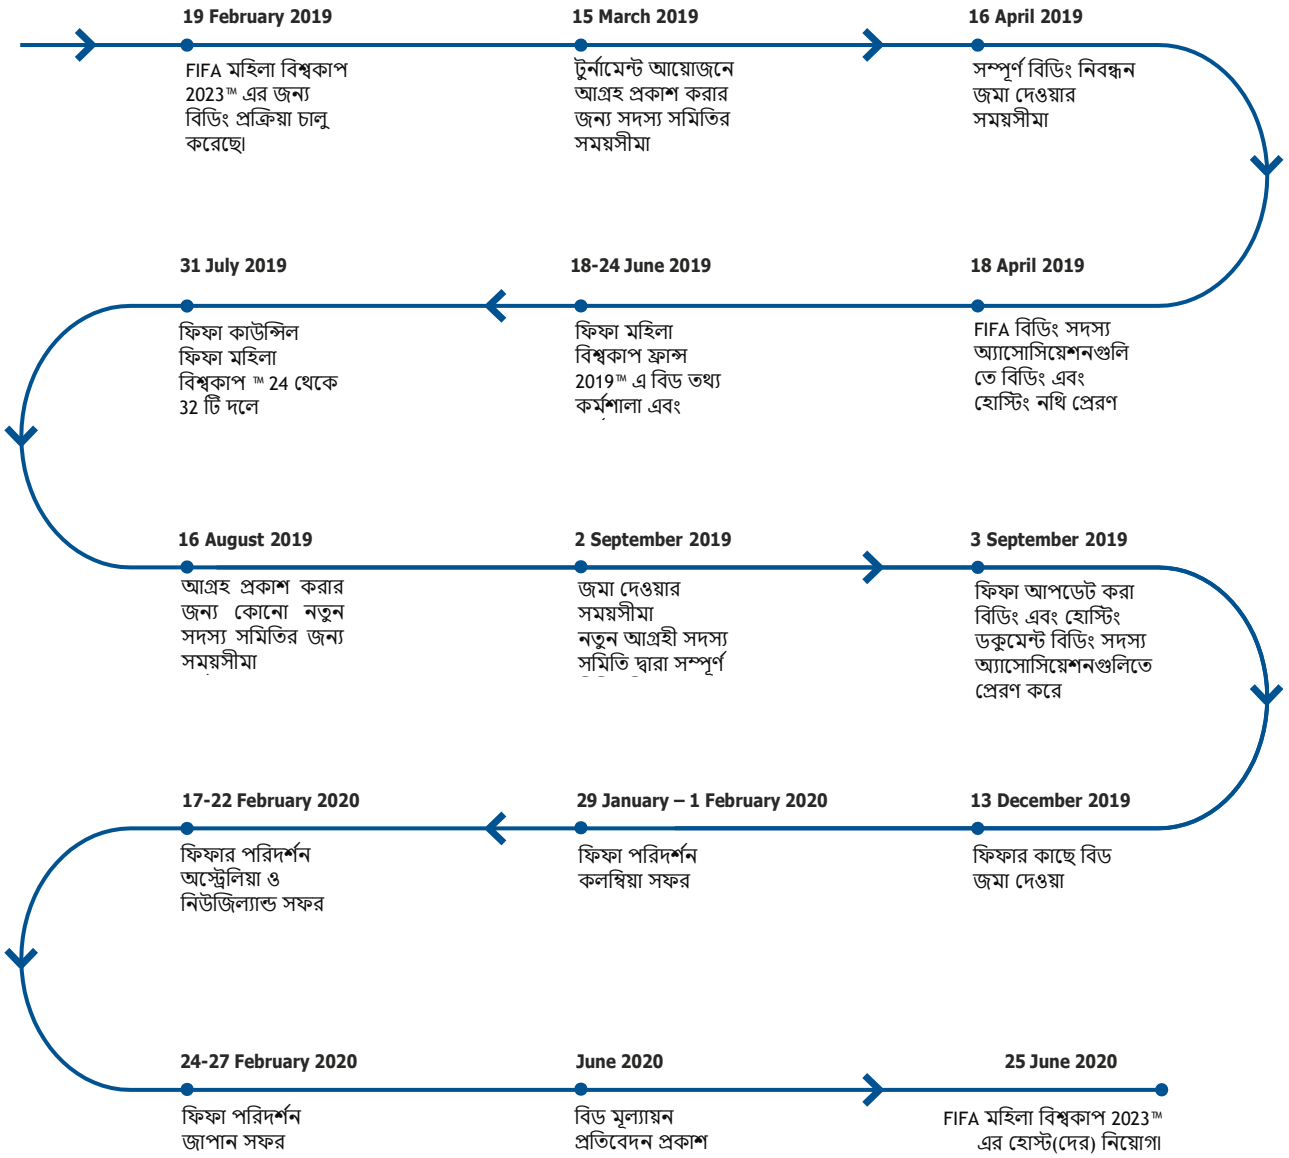 19 February 2019
FIFA মহিলা বিশ্বকাপ
2023™ এর জন্য
বিডিং প্রক্রিয়া চালু
করেছে।
15 March 2019
টুর্নামেন্ট আয়োজনে
আগ্রহ প্রকাশ করার
জন্য সদস্য সমিতির
সময়সীমা
16 April 2019
সম্পূর্ণ বিডিং নিবন্ধন
জমা দেওয়ার
সময়সীমা
18 April 2019
FIFA বিডিং সদস্য
অ্যাসোসিয়েশনগুলি
তে বিডিং এবং
হোস্টিং নথি প্রেরণ
18-24 June 2019
ফিফা মহিলা
বিশ্বকাপ ফ্রান্স
2019™ এ বিড তথ্য
কর্মশালা এবং
31 July 2019
ফিফা কাউন্সিল
ফিফা মহিলা
বিশ্বকাপ ™ 24 থেকে
32 টি দলে
16 August 2019
আগ্রহ প্রকাশ করার
জন্য কোনো নতুন
সদস্য সমিতির জন্য
সময়সীমা
2 September 2019
জমা দেওয়ার
সময়সীমা
নতুন আগ্রহী সদস্য
সমিতি দ্বারা সম্পূর্ণ
3 September 2019
ফিফা আপডেট করা
বিডিং এবং হোস্টিং
ডকুমেন্ট বিডিং সদস্য
অ্যাসোসিয়েশনগুলিতে
প্রেরণ করে
13 December 2019
ফিফার কাছে বিড
জমা দেওয়া
29 January – 1 February 2020
ফিফা পরিদর্শন
কলম্বিয়া সফর
17-22 February 2020
ফিফার পরিদর্শন
অস্ট্রেলিয়া ও
নিউজিল্যান্ড সফর
24-27 February 2020
ফিফা পরিদর্শন
জাপান সফর
June 2020
বিড মূল্যায়ন
প্রতিবেদন প্রকাশ
25 June 2020
FIFA মহিলা বিশ্বকাপ 2023™
এর হোস্ট(দের) নিয়োগ।